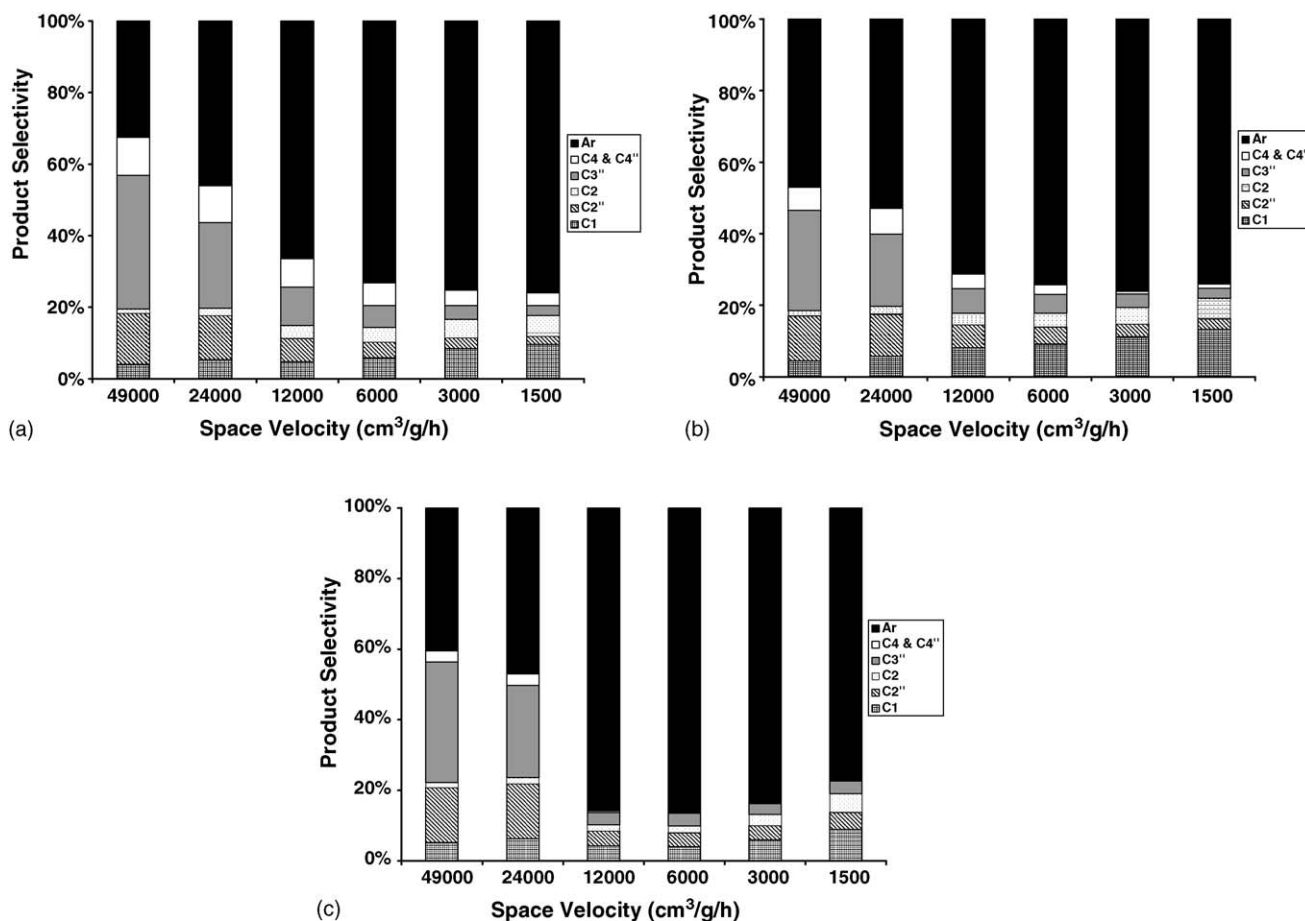 100%
80%
60%
40%
20%
0%
Product Selectivity
Ar
C4 & C4"
C3"
C2
C2"
C1
49000 24000 12000 6000 3000 1500
(a) Space Velocity (cm³/g/h)
100%
80%
60%
40%
20%
0%
Product Selectivity
Ar
C4 & C4"
C3"
C2
C2"
C1
49000 24000 12000 6000 3000 1500
(b) Space Velocity (cm³/g/h)
100%
80%
60%
40%
20%
0%
Product Selectivity
Ar
C4 & C4"
C3"
C2
C2"
C1
49000 24000 12000 6000 3000 1500
(c) Space Velocity (cm³/g/h)